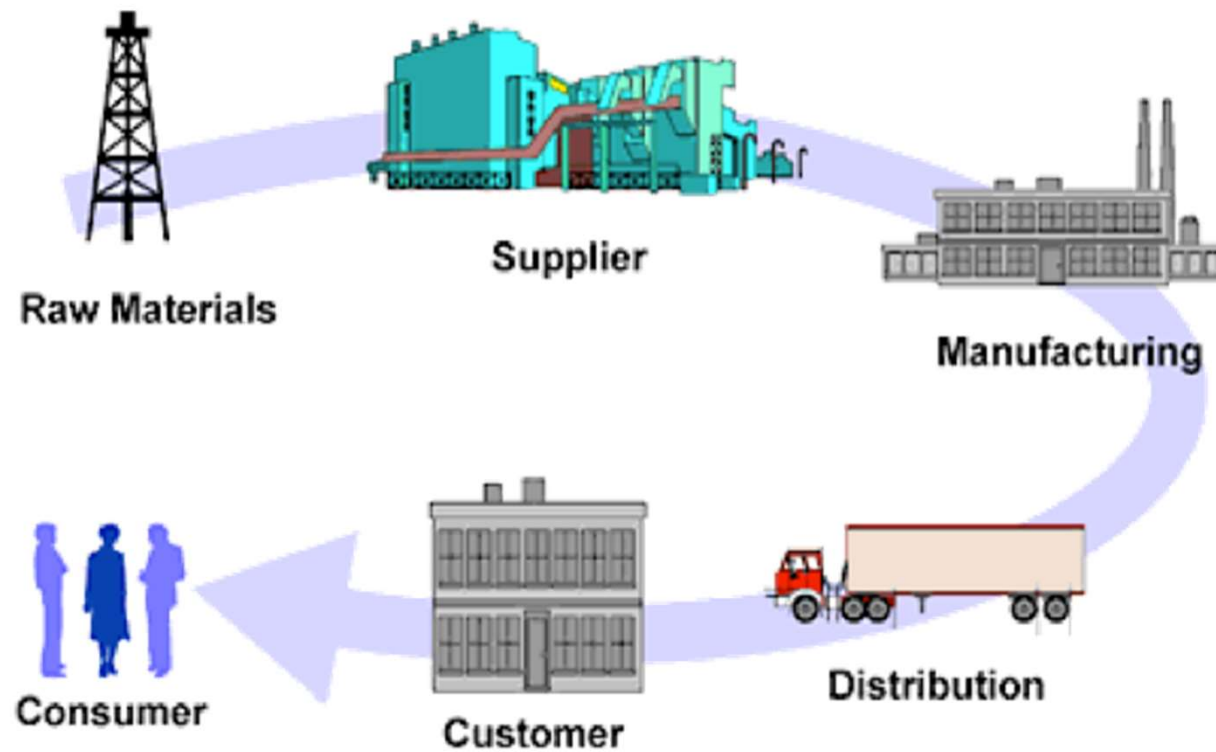 Raw Materials
Supplier
Manufacturing
Distribution
Customer
Consumer